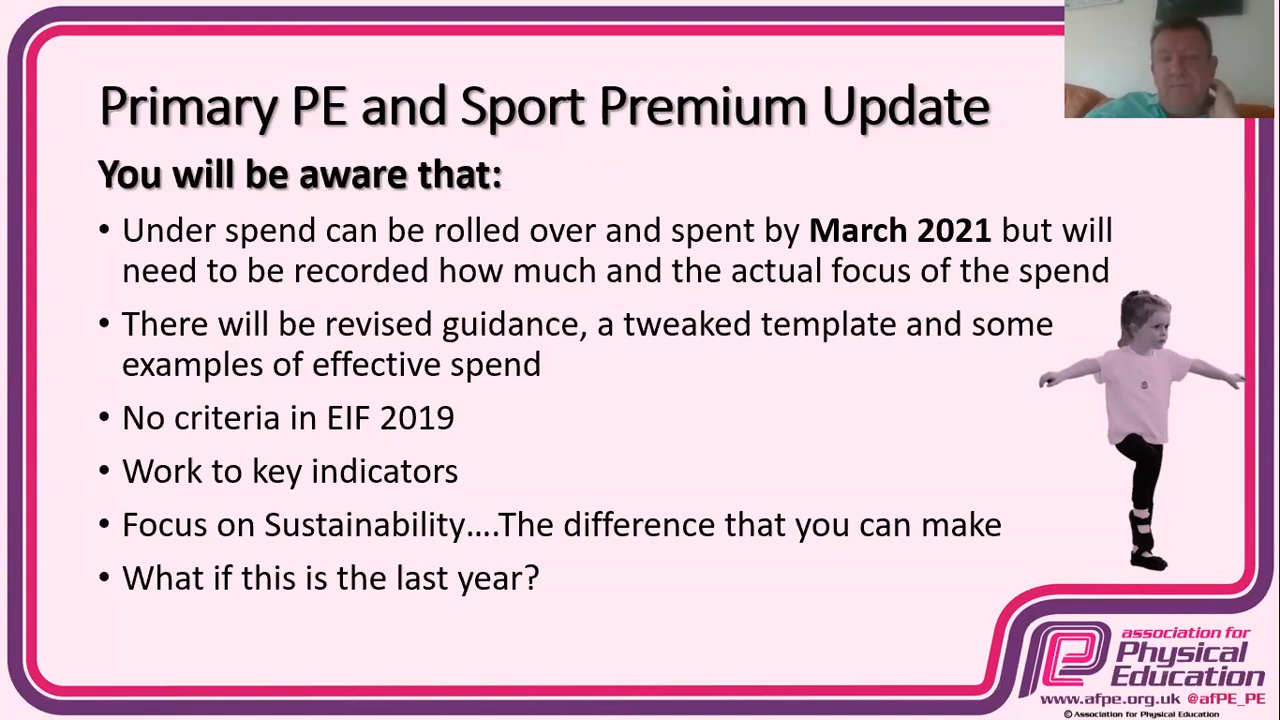 Primary PE and Sport Premium Update
You will be aware that:
• Under spend can be rolled over and spent by March 2021 but will
need to be recorded how much and the actual focus of the spend
• There will be revised guidance, a tweaked template and some
examples of effective spend
• No criteria in EIF 2019
• Work to key indicators
• Focus on Sustainability....The difference that you can make
• What if this is the last year?
association for
Physical
Education
www.afpe.org.uk @afPE_PE
© Association for Physical Education